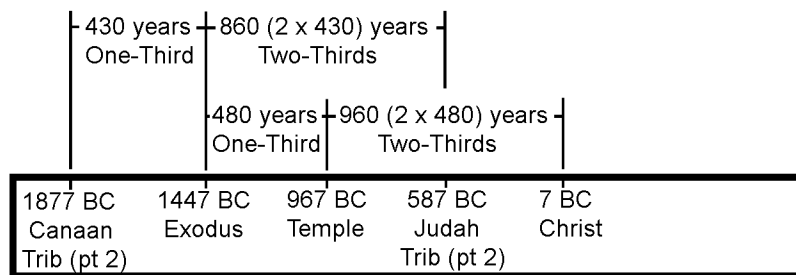 430 years 860 (2 x 430) years
One-Third Two-Thirds
480 years 960 (2 x 480) years
One-Third Two-Thirds
1877 BC 1447 BC 967 BC 587 BC 7 BC
Canaan Exodus Temple Judah Christ
Trib (pt 2) Trib (pt 2)